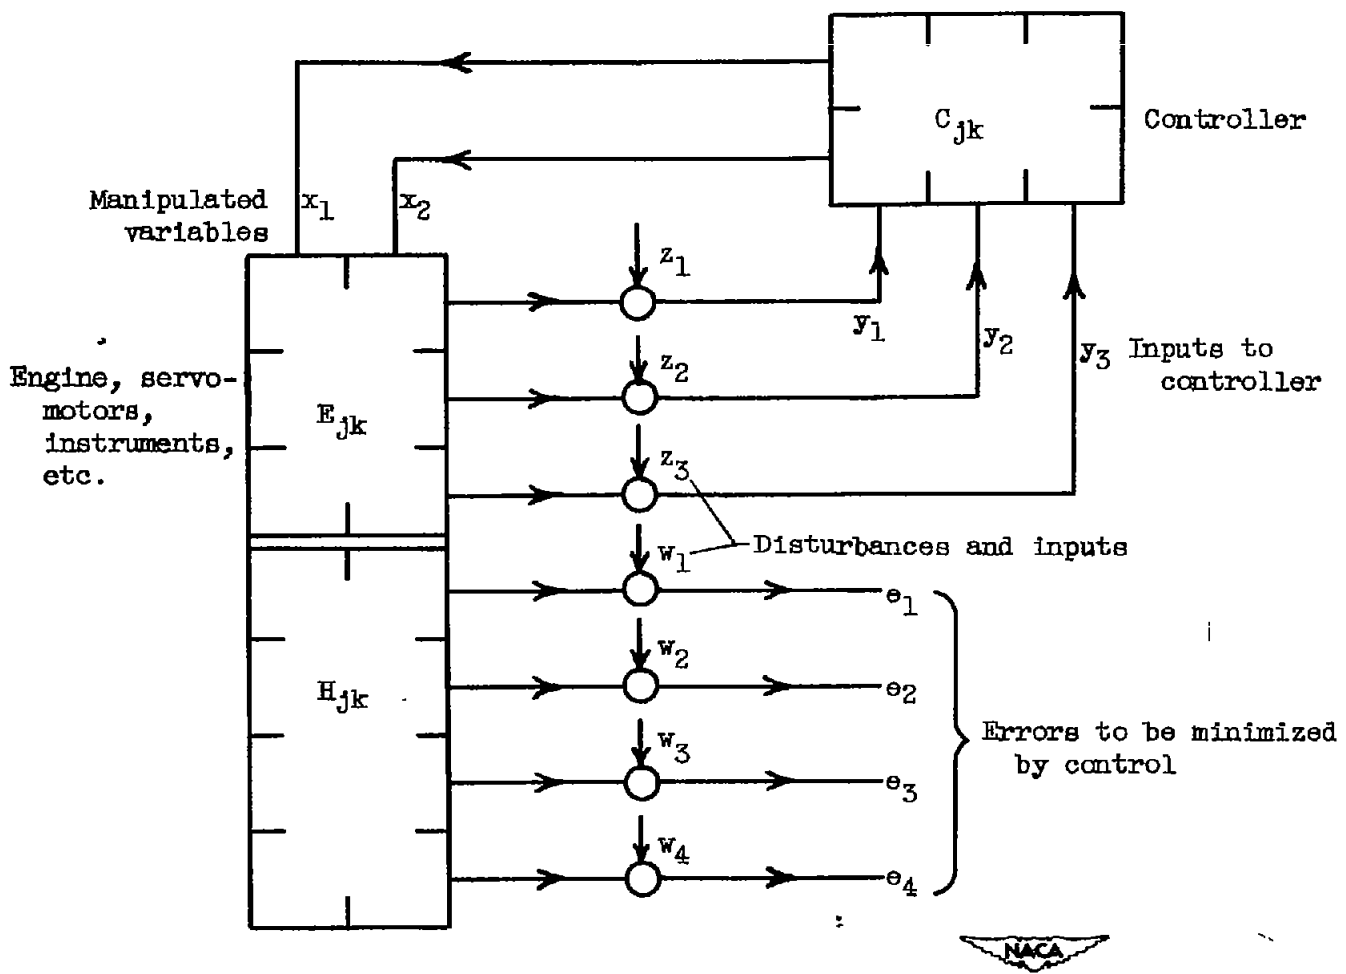 C_jk
Controller
Manipulated
variables
x_1
x_2
z_1
y_1
y_2
y_3
Inputs to
controller
z_2
Engine, servo-
motors,
instruments,
etc.
E_jk
z_3
Disturbances and inputs
w_1
e_1
w_2
e_2
H_jk
w_3
e_3
Errors to be minimized
by control
w_4
e_4
NACA